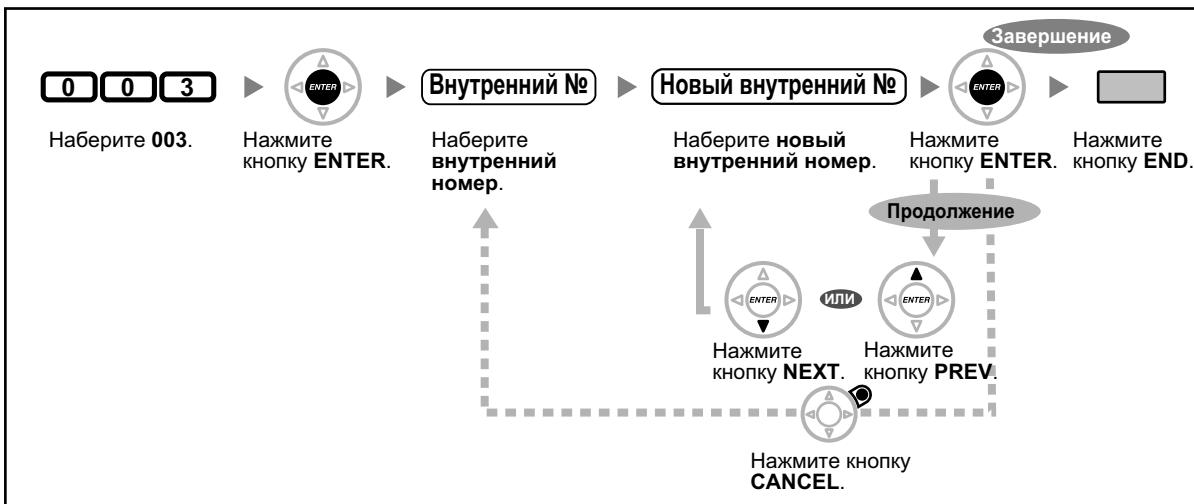 Завершение
0 0 3
ENTER
Внутренний №
Новый внутренний №
ENTER
Наберите 003.
Нажмите
кнопку ENTER.
Наберите
внутренний
номер.
Наберите новый
внутренний номер.
Нажмите
кнопку ENTER.
Нажмите
кнопку END.
Продолжение
ENTER
или
ENTER
Нажмите
кнопку NEXT.
Нажмите
кнопку PREV.
Нажмите кнопку
CANCEL.